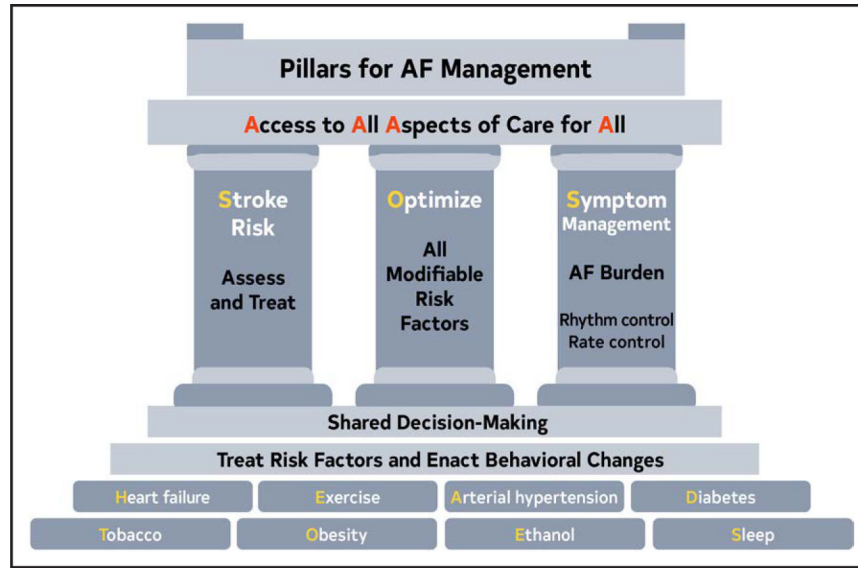 Pillars for AF Management
Access to All Aspects of Care for All
Stroke
Risk
Assess
and Treat
Optimize
All
Modifiable
Risk
Factors
Symptom
Management
AF Burden
Rhythm control
Rate control
Shared Decision-Making
Treat Risk Factors and Enact Behavioral Changes
Heart failure
Exercise
Arterial hypertension
Diabetes
Tobacco
Obesity
Ethanol
Sleep